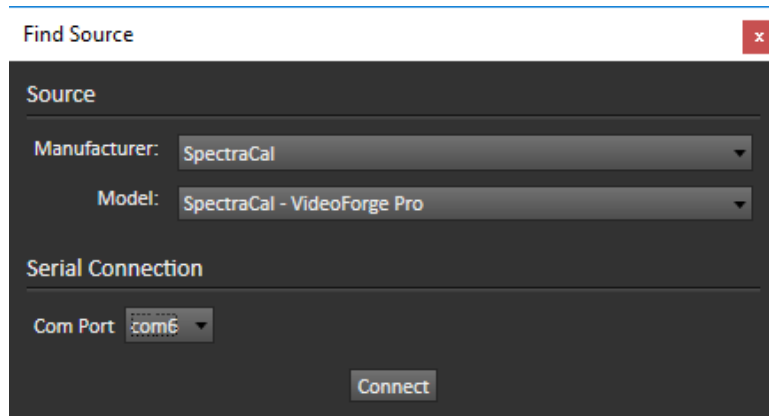 Find Source
x
Source
Manufacturer: SpectraCal
Model: SpectraCal - VideoForge Pro
Serial Connection
Com Port com6
Connect